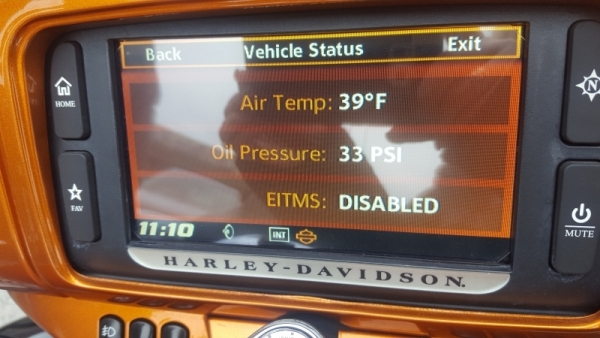 Back Vehicle Status Exit
HOME
N
Air Temp: 39°F
Oil Pressure: 33 PSI
FAV
EITMS: DISABLED
MUTE
11:10 INT
HARLEY-DAVIDSON.